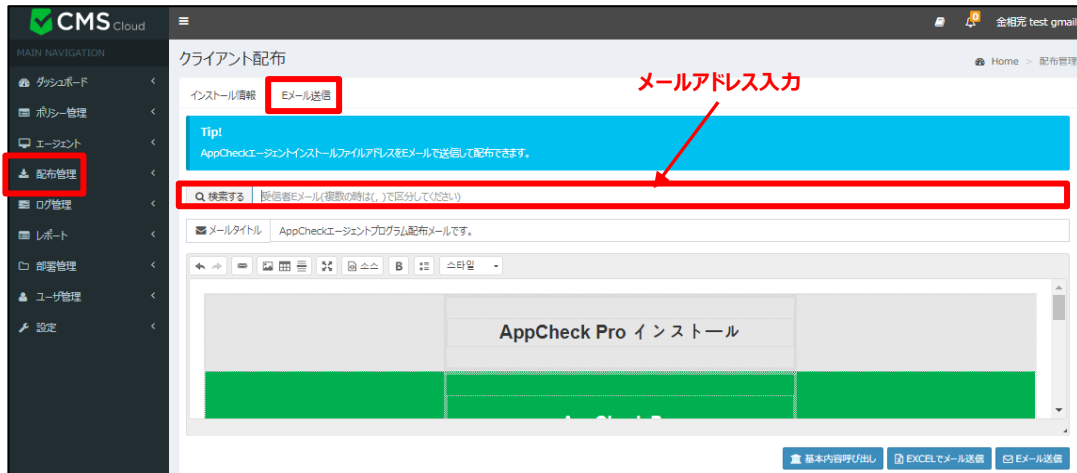 CMS Cloud
0
金相完 test gmail
MAIN NAVIGATION
ダッシュボード
ポリシー管理
エージェント
配布管理
ログ管理
レポート
部署管理
ユーザ管理
設定
クライアント配布
Home > 配布管理
インストール情報 Eメール送信
メールアドレス入力
Tip!
AppCheckエージェントインストールファイルアドレスをEメールで送信して配布できます。
検索する 受信者Eメール(複数の時は(, )で区分してください)
メールタイトル AppCheckエージェントプログラム配布メールです。
소스 B 스타일
AppCheck Pro インストール
基本内容呼び出し EXCELでメール送信 Eメール送信